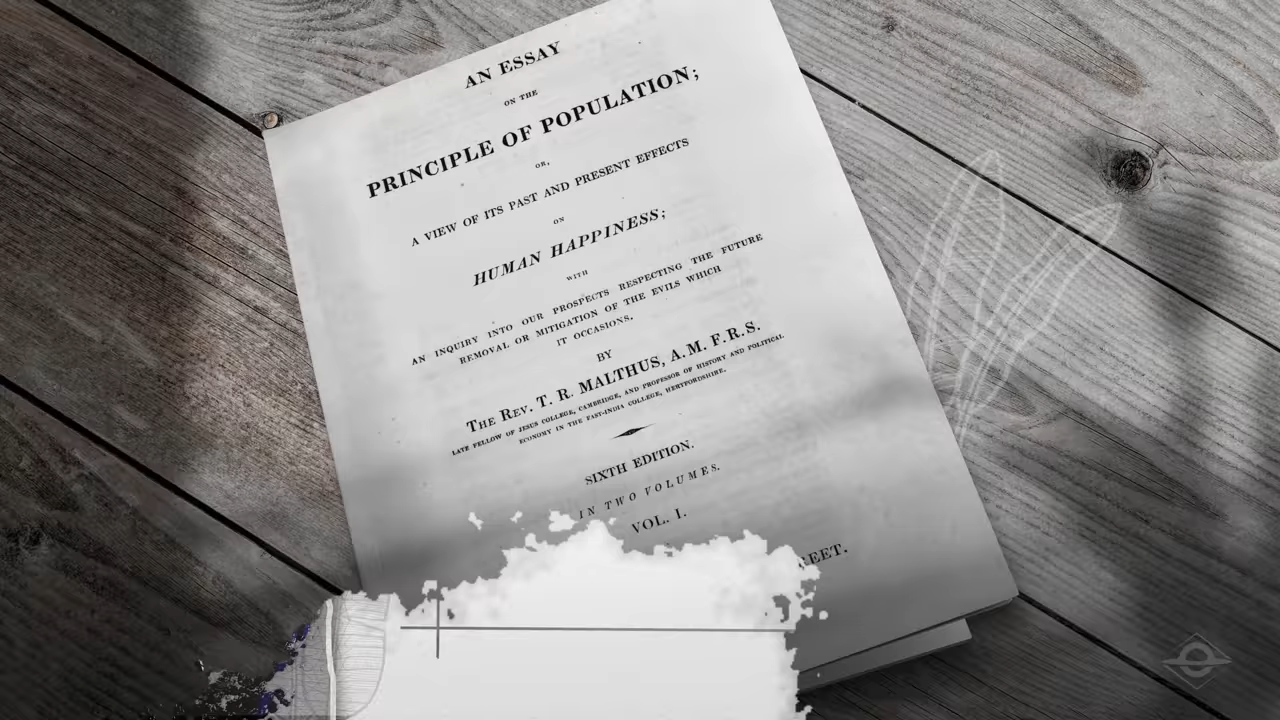 AN ESSAY
ON THE
PRINCIPLE OF POPULATION;
OR,
A VIEW OF ITS PAST AND PRESENT EFFECTS
ON
HUMAN HAPPINESS;
WITH
AN INQUIRY INTO OUR PROSPECTS RESPECTING THE FUTURE
REMOVAL OR MITIGATION OF THE EVILS WHICH
IT OCCASIONS.
BY
THE REV. T. R. MALTHUS, A.M. F.R.S.
LATE FELLOW OF JESUS COLLEGE, CAMBRIDGE, AND PROFESSOR OF HISTORY AND POLITICAL
ECONOMY IN THE EAST-INDIA COLLEGE, HERTFORDSHIRE.
SIXTH EDITION.
IN TWO VOLUMES.
VOL. I.